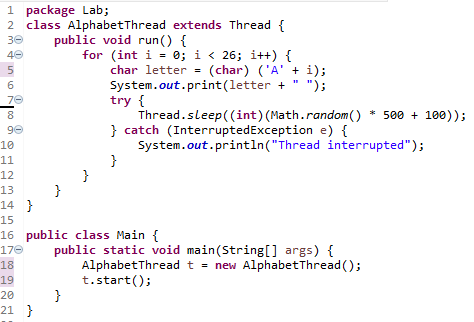 1 package Lab;
2 class AlphabetThread extends Thread {
3 public void run() {
4 for (int i = 0; i < 26; i++) {
5 char letter = (char) ('A' + i);
6 System.out.print(letter + " ");
7 try {
8 Thread.sleep((int)(Math.random() * 500 + 100));
9 } catch (InterruptedException e) {
10 System.out.println("Thread interrupted");
11 }
12 }
13 }
14 }
15
16 public class Main {
17 public static void main(String[] args) {
18 AlphabetThread t = new AlphabetThread();
19 t.start();
20 }
21 }